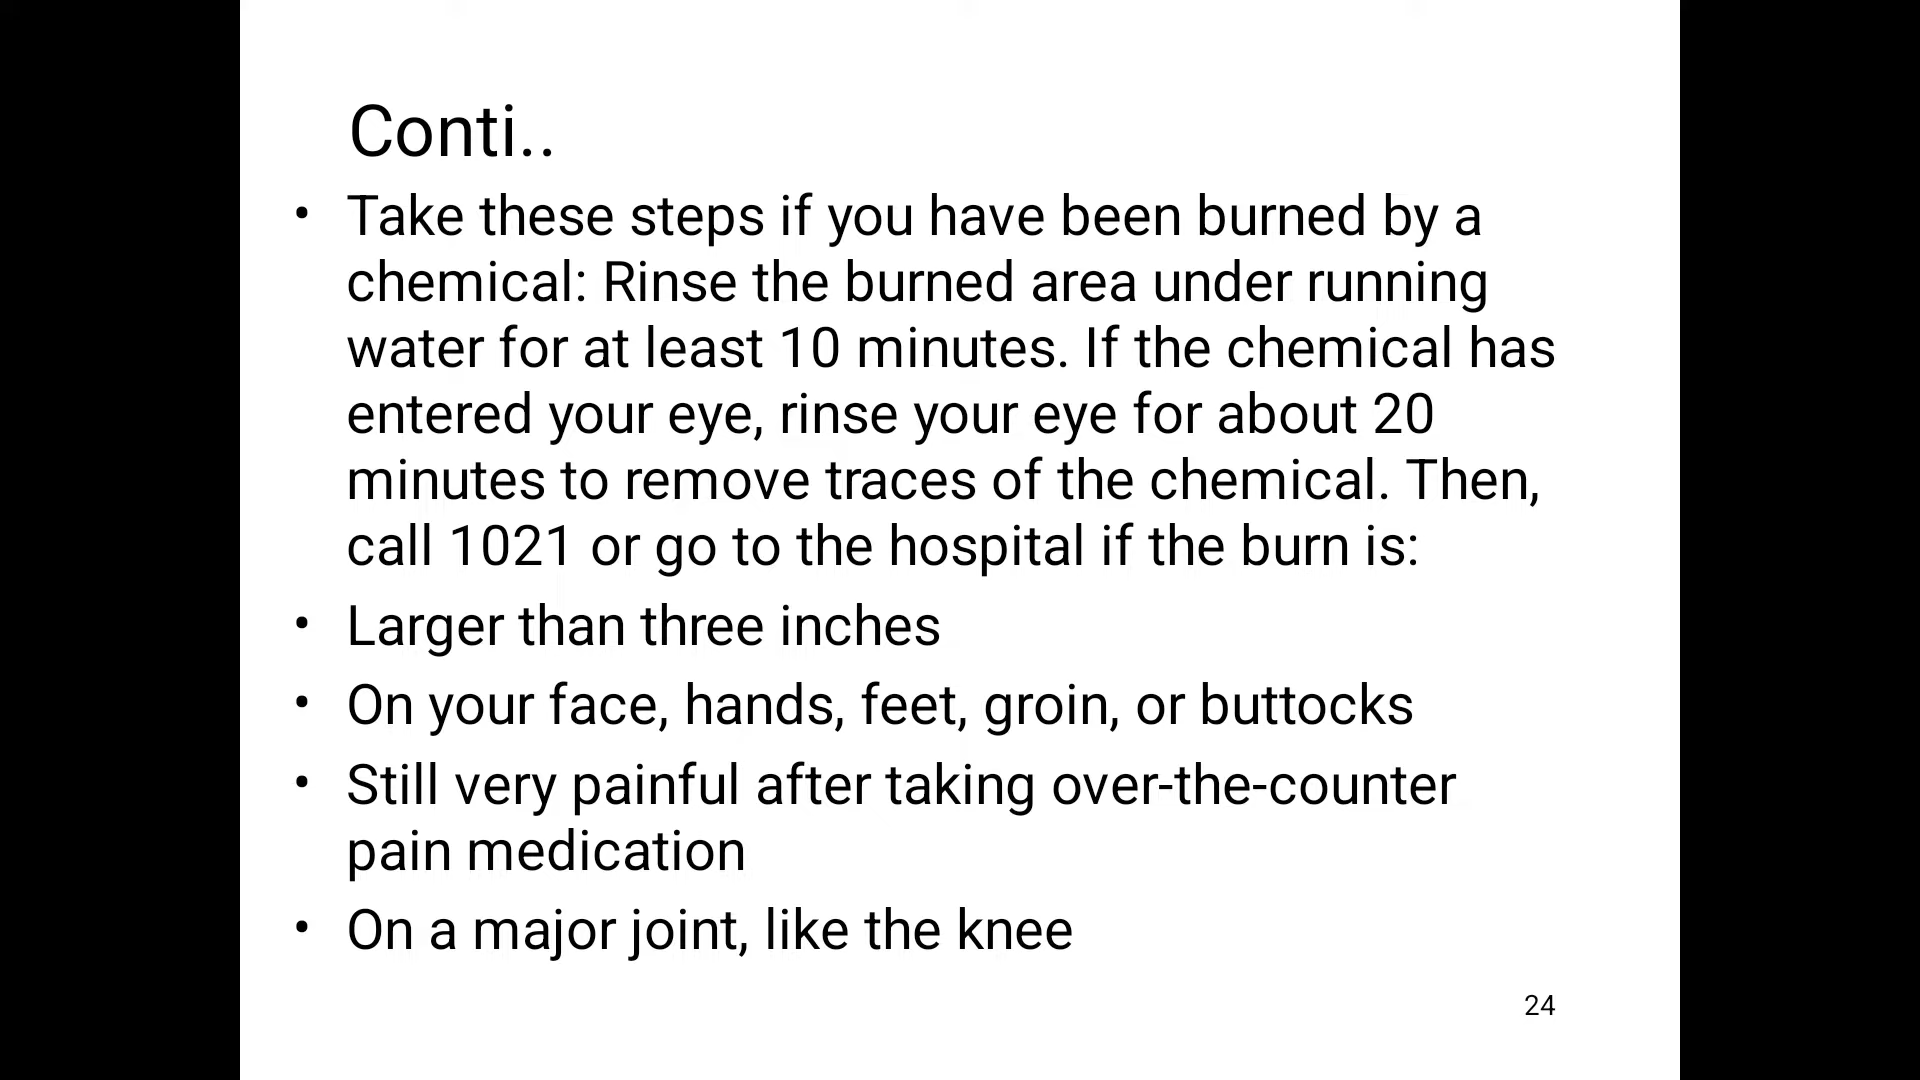 Conti..
• Take these steps if you have been burned by a
chemical: Rinse the burned area under running
water for at least 10 minutes. If the chemical has
entered your eye, rinse your eye for about 20
minutes to remove traces of the chemical. Then,
call 1021 or go to the hospital if the burn is:
• Larger than three inches
• On your face, hands, feet, groin, or buttocks
• Still very painful after taking over-the-counter
pain medication
• On a major joint, like the knee
24